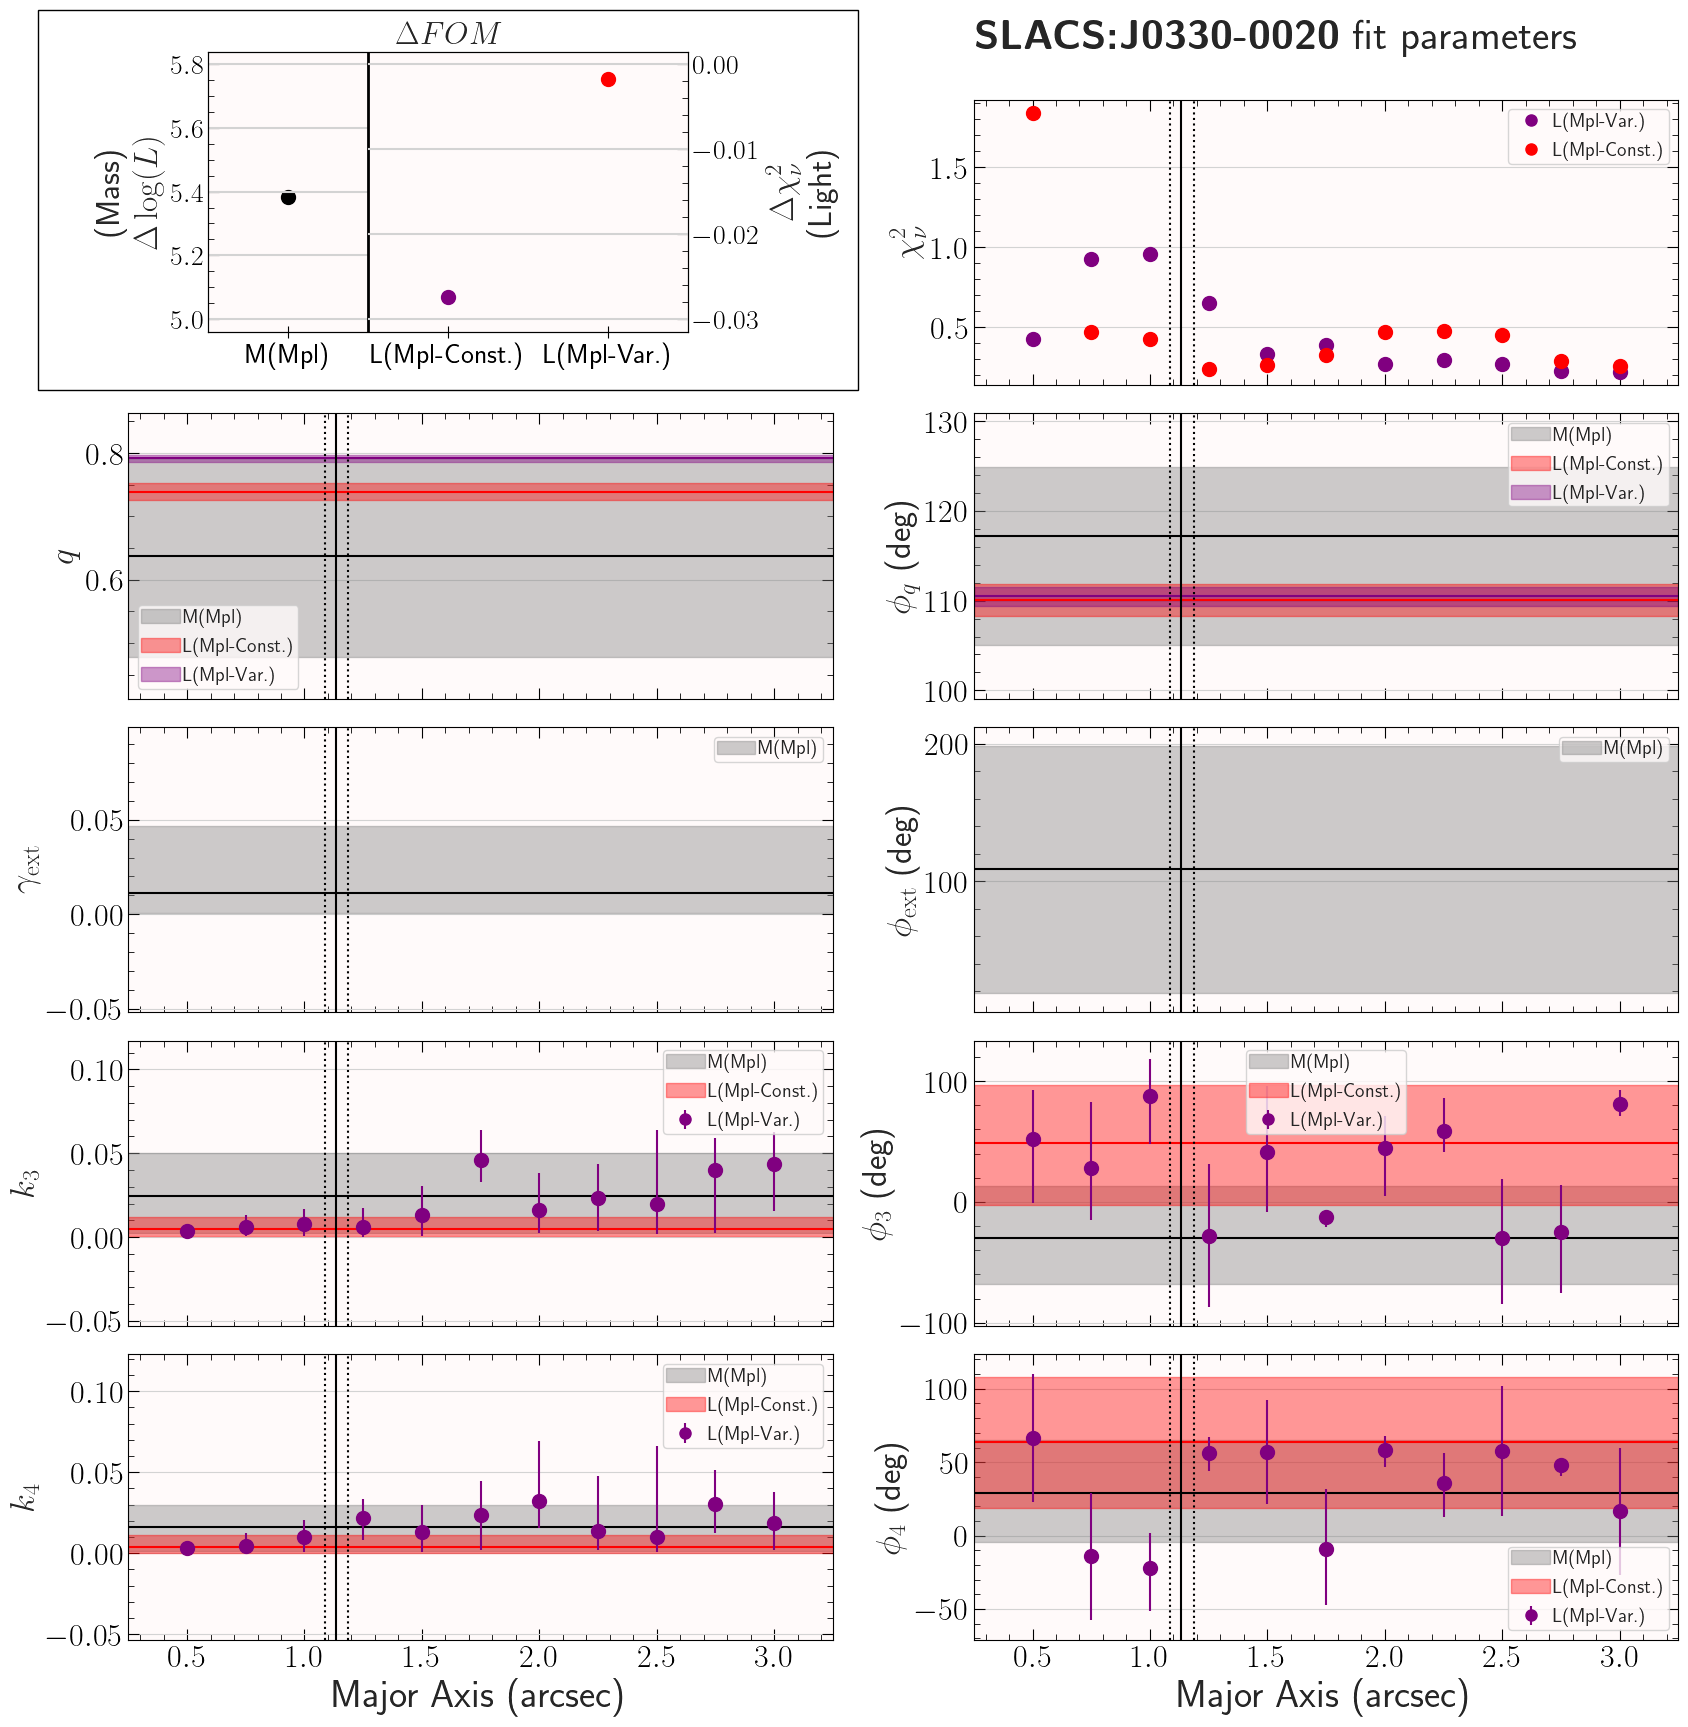 ΔFOM
SLACS:J0330-0020 fit parameters
(Mass)
Δ log(L)
5.8
5.6
5.4
5.2
5.0
0.00
−0.01
−0.02
−0.03
Δχ²ν
(Light)
M(Mpl)
L(Mpl-Const.)
L(Mpl-Var.)
χ²ν
1.5
1.0
0.5
L(Mpl-Var.)
L(Mpl-Const.)
q
0.8
0.6
M(Mpl)
L(Mpl-Const.)
L(Mpl-Var.)
ϕq (deg)
130
120
110
100
M(Mpl)
L(Mpl-Const.)
L(Mpl-Var.)
γext
0.05
0.00
−0.05
M(Mpl)
ϕext (deg)
200
100
M(Mpl)
k3
0.10
0.05
0.00
−0.05
M(Mpl)
L(Mpl-Const.)
L(Mpl-Var.)
ϕ3 (deg)
100
0
−100
M(Mpl)
L(Mpl-Const.)
L(Mpl-Var.)
k4
0.10
0.05
0.00
−0.05
M(Mpl)
L(Mpl-Const.)
L(Mpl-Var.)
0.5 1.0 1.5 2.0 2.5 3.0
Major Axis (arcsec)
ϕ4 (deg)
100
50
0
−50
M(Mpl)
L(Mpl-Const.)
L(Mpl-Var.)
0.5 1.0 1.5 2.0 2.5 3.0
Major Axis (arcsec)